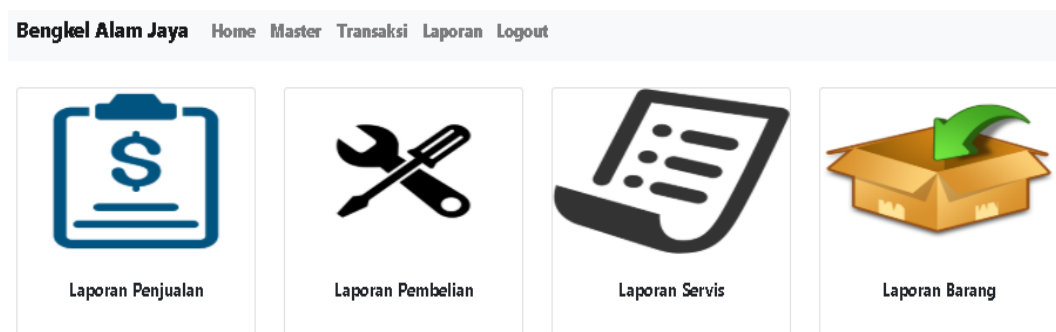 Bengkel Alam Jaya Home Master Transaksi Laporan Logout
$
Laporan Penjualan Laporan Pembelian Laporan Servis Laporan Barang